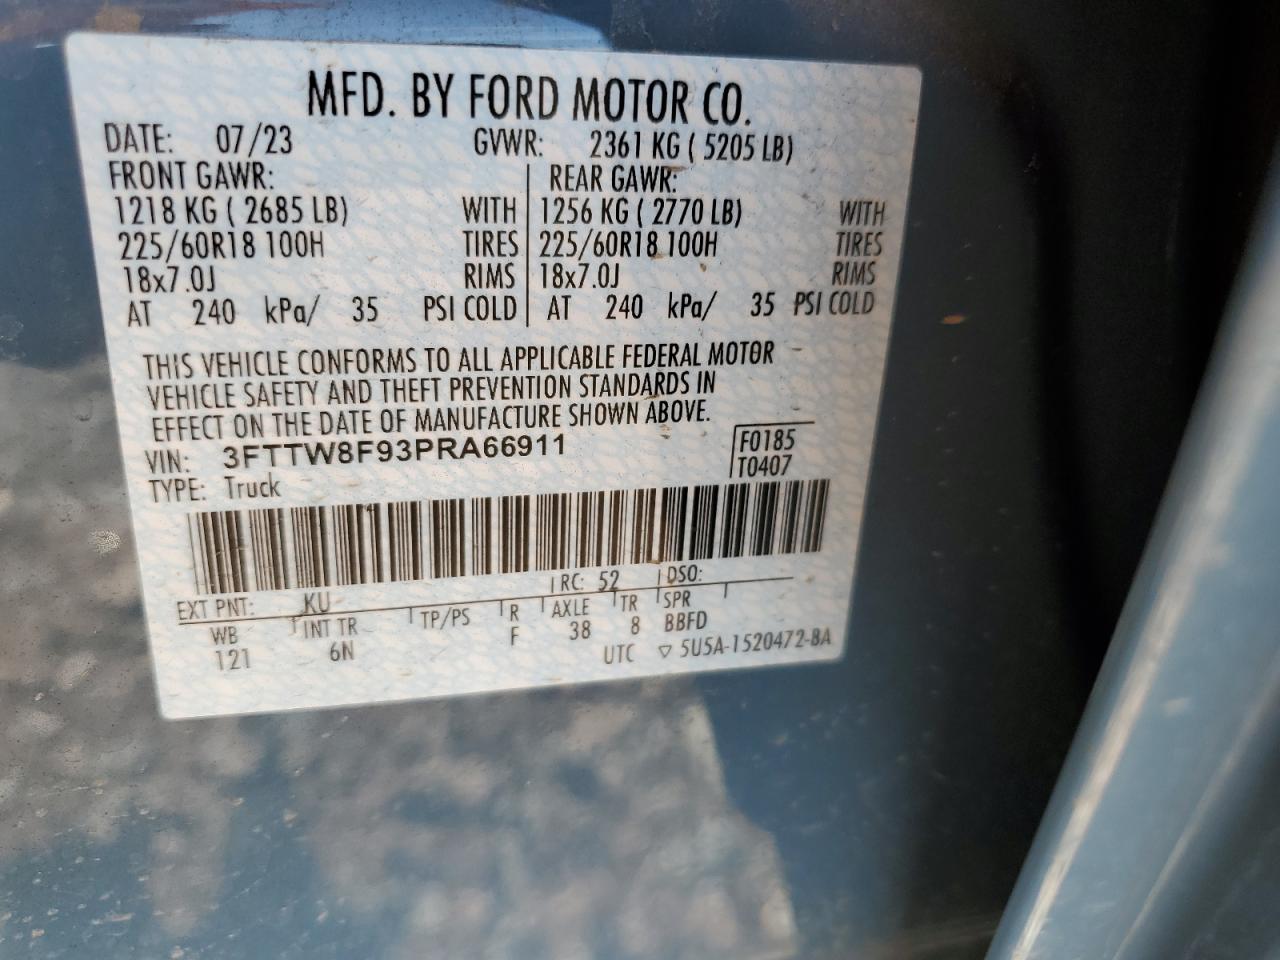 MFD. BY FORD MOTOR CO.
DATE: 07/23 GVWR: 2361 KG ( 5205 LB)
FRONT GAWR: REAR GAWR:
1218 KG ( 2685 LB) WITH 1256 KG ( 2770 LB) WITH
225/60R18 100H TIRES 225/60R18 100H TIRES
18x7.0J RIMS 18x7.0J RIMS
AT 240 kPa/ 35 PSI COLD AT 240 kPa/ 35 PSI COLD
THIS VEHICLE CONFORMS TO ALL APPLICABLE FEDERAL MOTOR
VEHICLE SAFETY AND THEFT PREVENTION STANDARDS IN
EFFECT ON THE DATE OF MANUFACTURE SHOWN ABOVE.
VIN: 3FTTW8F93PRA66911 F0185
TYPE: Truck T0407
EXT PNT: KU RC: 52 DSO:
WB INT TR TP/PS R AXLE TR SPR
121 6N F 38 8 BBFD
UTC ▽ 5U5A-1520472-BA